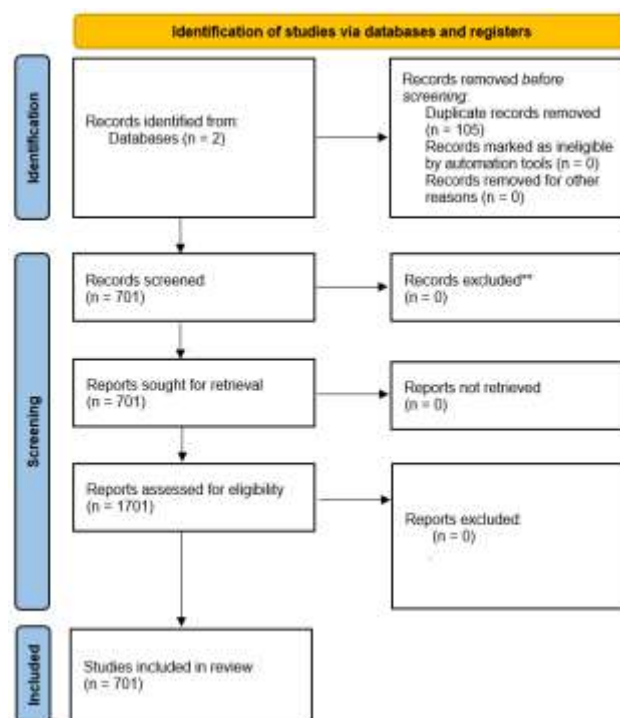 Identification of studies via databases and registers
Identification
Records identified from:
Databases (n = 2)
Records removed before
screening:
Duplicate records removed
(n = 105)
Records marked as ineligible
by automation tools (n = 0)
Records removed for other
reasons (n = 0)
Screening
Records screened
(n = 701)
Records excluded**
(n = 0)
Reports sought for retrieval
(n = 701)
Reports not retrieved
(n = 0)
Reports assessed for eligibility
(n = 1701)
Reports excluded:
(n = 0)
Included
Studies included in review
(n = 701)